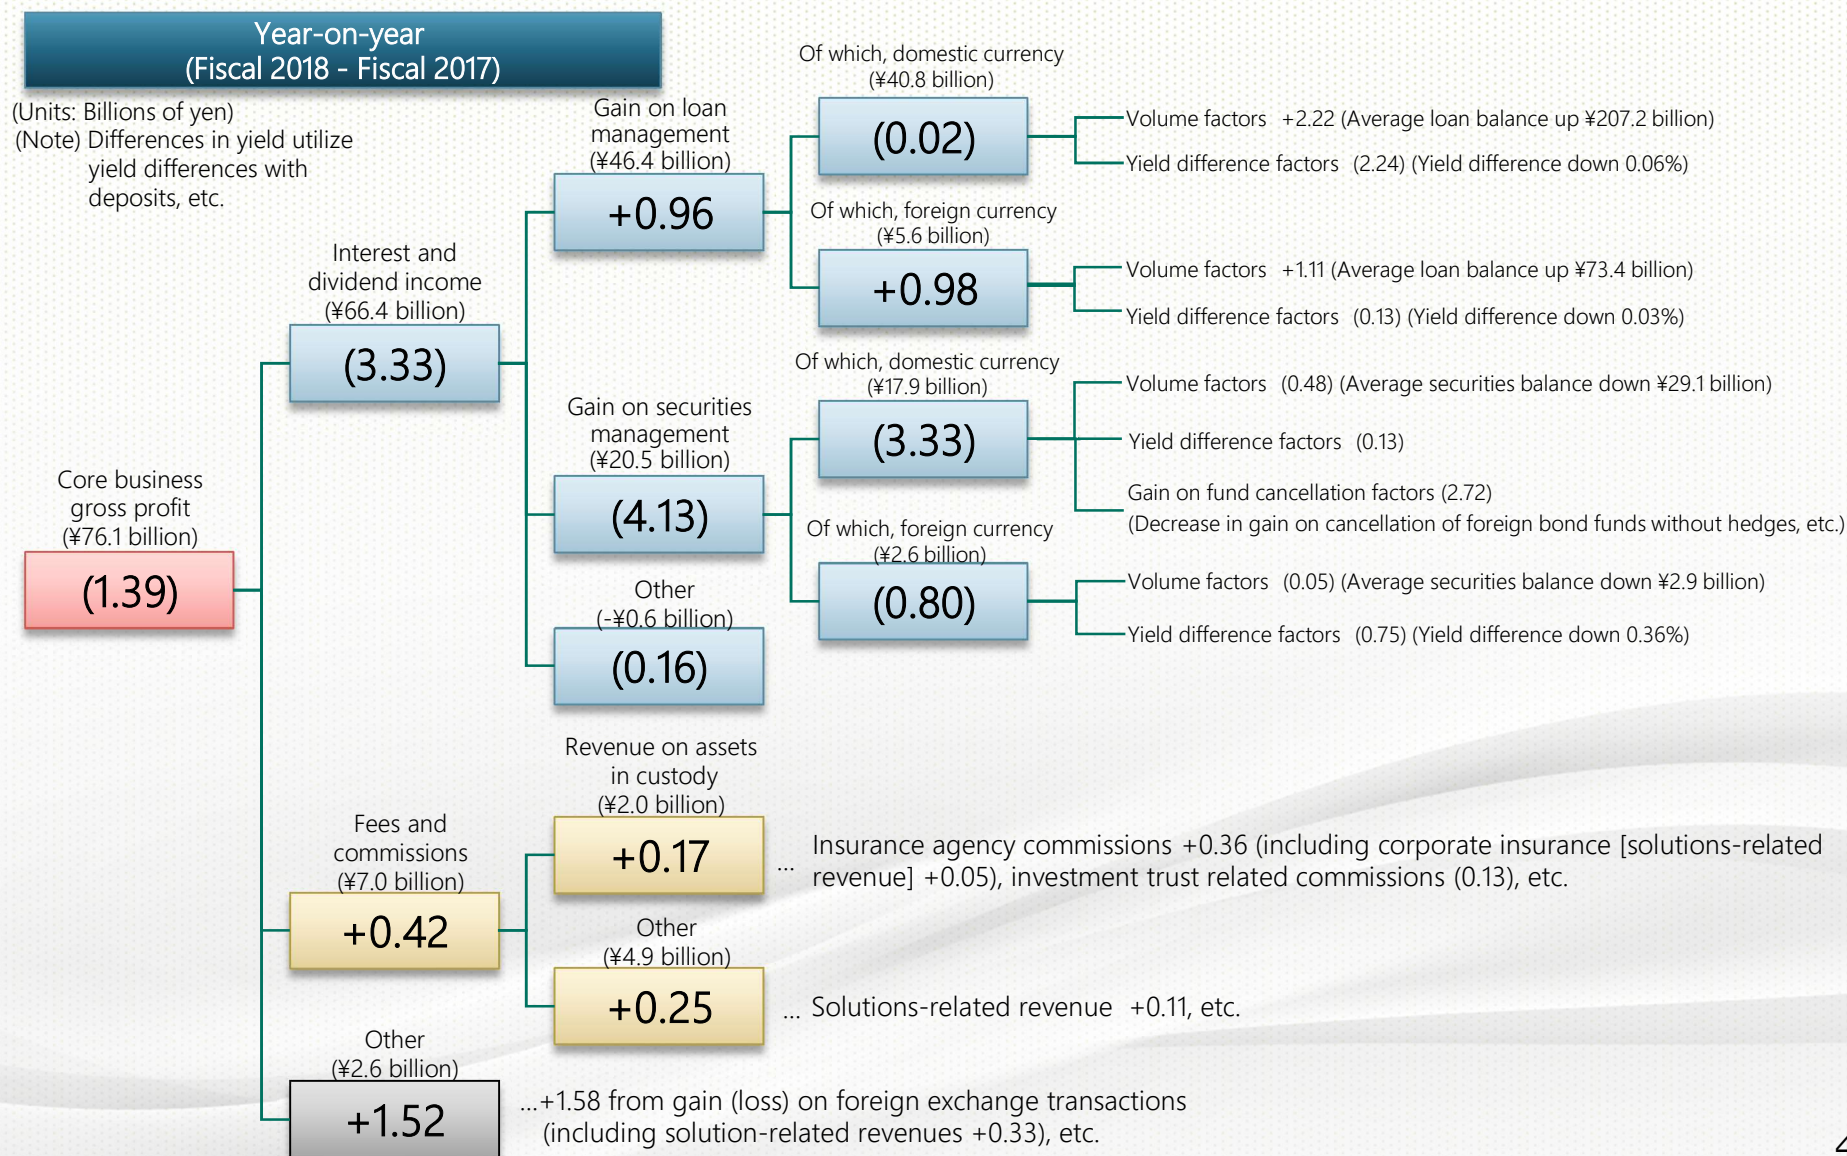 Year-on-year
(Fiscal 2018 - Fiscal 2017)
(Units: Billions of yen)
(Note) Differences in yield utilize
yield differences with
deposits, etc.
Core business
gross profit
(¥76.1 billion)
(1.39)
Interest and
dividend income
(¥66.4 billion)
(3.33)
Gain on loan
management
(¥46.4 billion)
+0.96
Of which, domestic currency
(¥40.8 billion)
(0.02)
Volume factors +2.22 (Average loan balance up ¥207.2 billion)
Yield difference factors (2.24) (Yield difference down 0.06%)
Of which, foreign currency
(¥5.6 billion)
+0.98
Volume factors +1.11 (Average loan balance up ¥73.4 billion)
Yield difference factors (0.13) (Yield difference down 0.03%)
Gain on securities
management
(¥20.5 billion)
(4.13)
Of which, domestic currency
(¥17.9 billion)
(3.33)
Volume factors (0.48) (Average securities balance down ¥29.1 billion)
Yield difference factors (0.13)
Gain on fund cancellation factors (2.72)
(Decrease in gain on cancellation of foreign bond funds without hedges, etc.)
Of which, foreign currency
(¥2.6 billion)
(0.80)
Volume factors (0.05) (Average securities balance down ¥2.9 billion)
Yield difference factors (0.75) (Yield difference down 0.36%)
Other
(-¥0.6 billion)
(0.16)
Fees and
commissions
(¥7.0 billion)
+0.42
Revenue on assets
in custody
(¥2.0 billion)
+0.17
... Insurance agency commissions +0.36 (including corporate insurance [solutions-related
revenue] +0.05), investment trust related commissions (0.13), etc.
Other
(¥4.9 billion)
+0.25
... Solutions-related revenue +0.11, etc.
Other
(¥2.6 billion)
+1.52
...+1.58 from gain (loss) on foreign exchange transactions
(including solution-related revenues +0.33), etc.